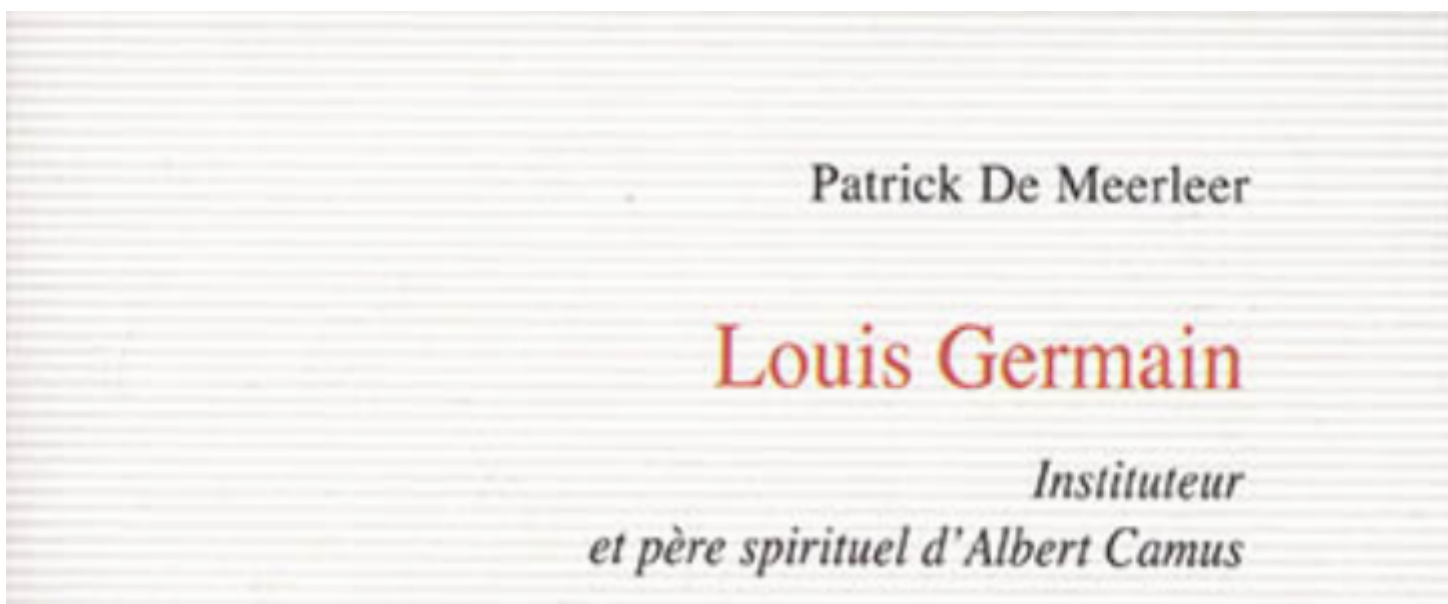 Patrick De Meerleer
Louis Germain
Instituteur
et père spirituel d'Albert Camus